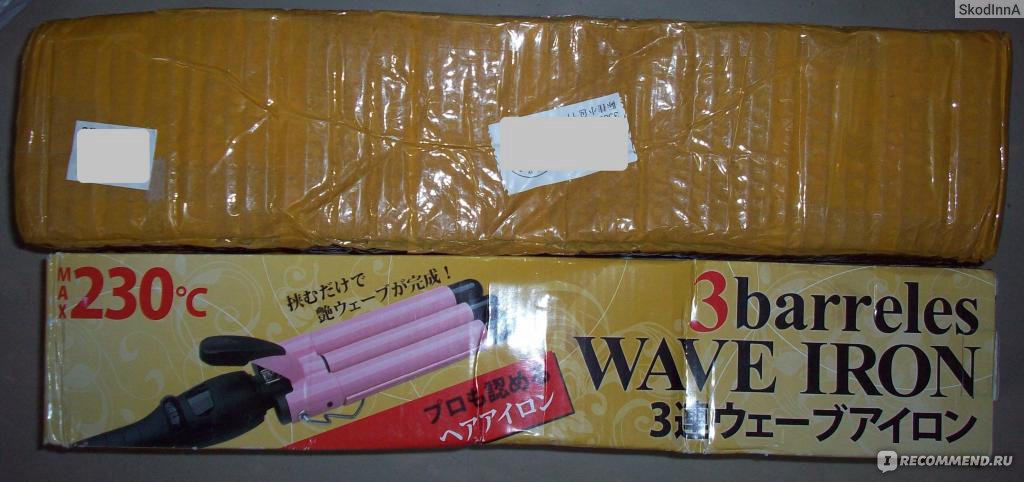 SkodInnA
MAX 230℃
挟むだけで
艶ウェーブが完成！
プロも認める
ヘアアイロン
3barreles
WAVE IRON
3連ウェーブアイロン
IRECOMMEND.RU